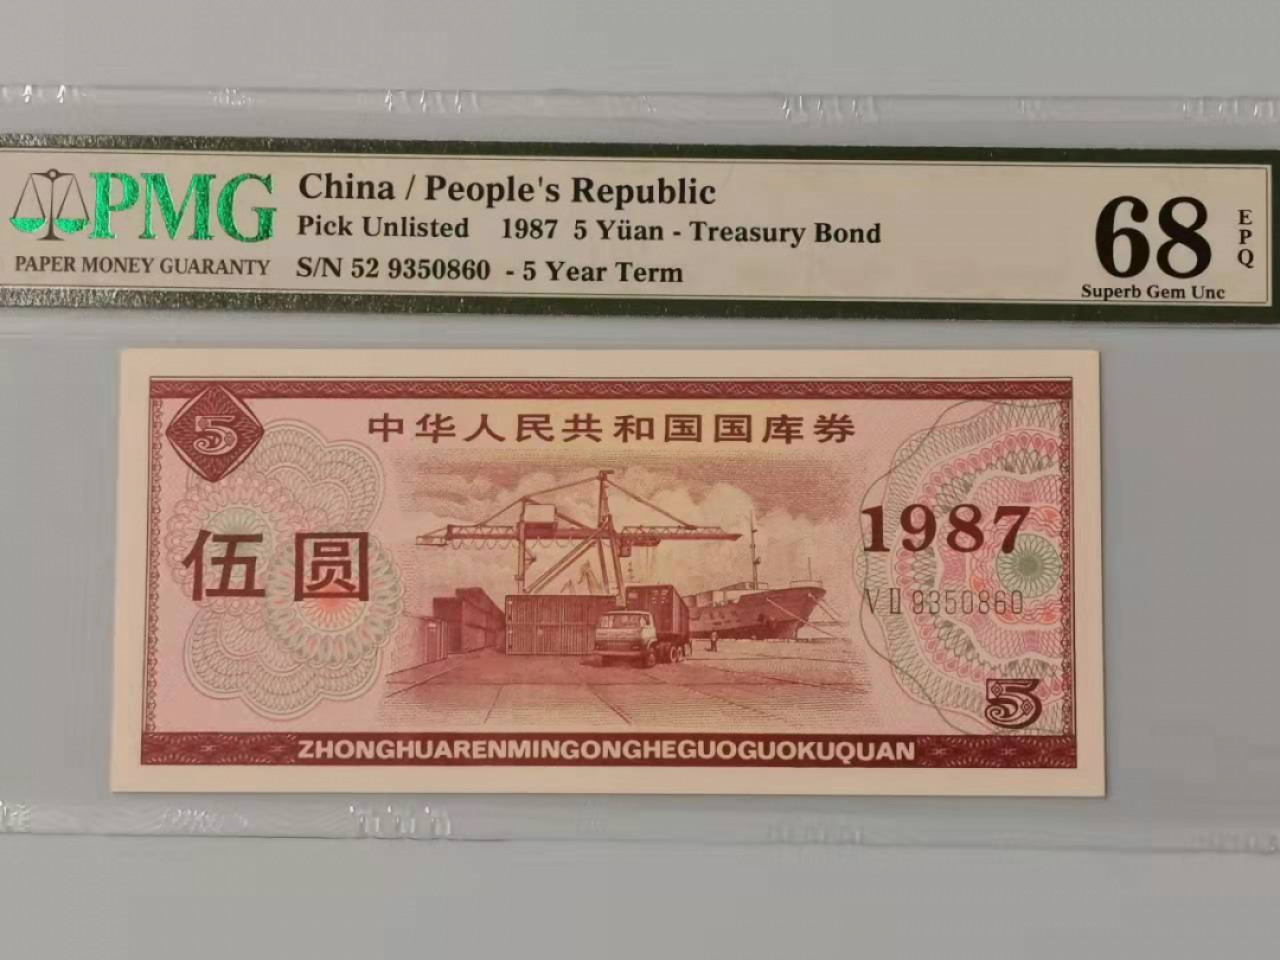 PMG
PAPER MONEY GUARANTY
China / People's Republic
Pick Unlisted 1987 5 Yüan - Treasury Bond
S/N 52 9350860 - 5 Year Term
68
EPQ
Superb Gem Unc
5
中华人民共和国国库券
伍圆
1987
VⅡ9350860
5
ZHONGHUARENMINGONGHEGUOGUOKUQUAN